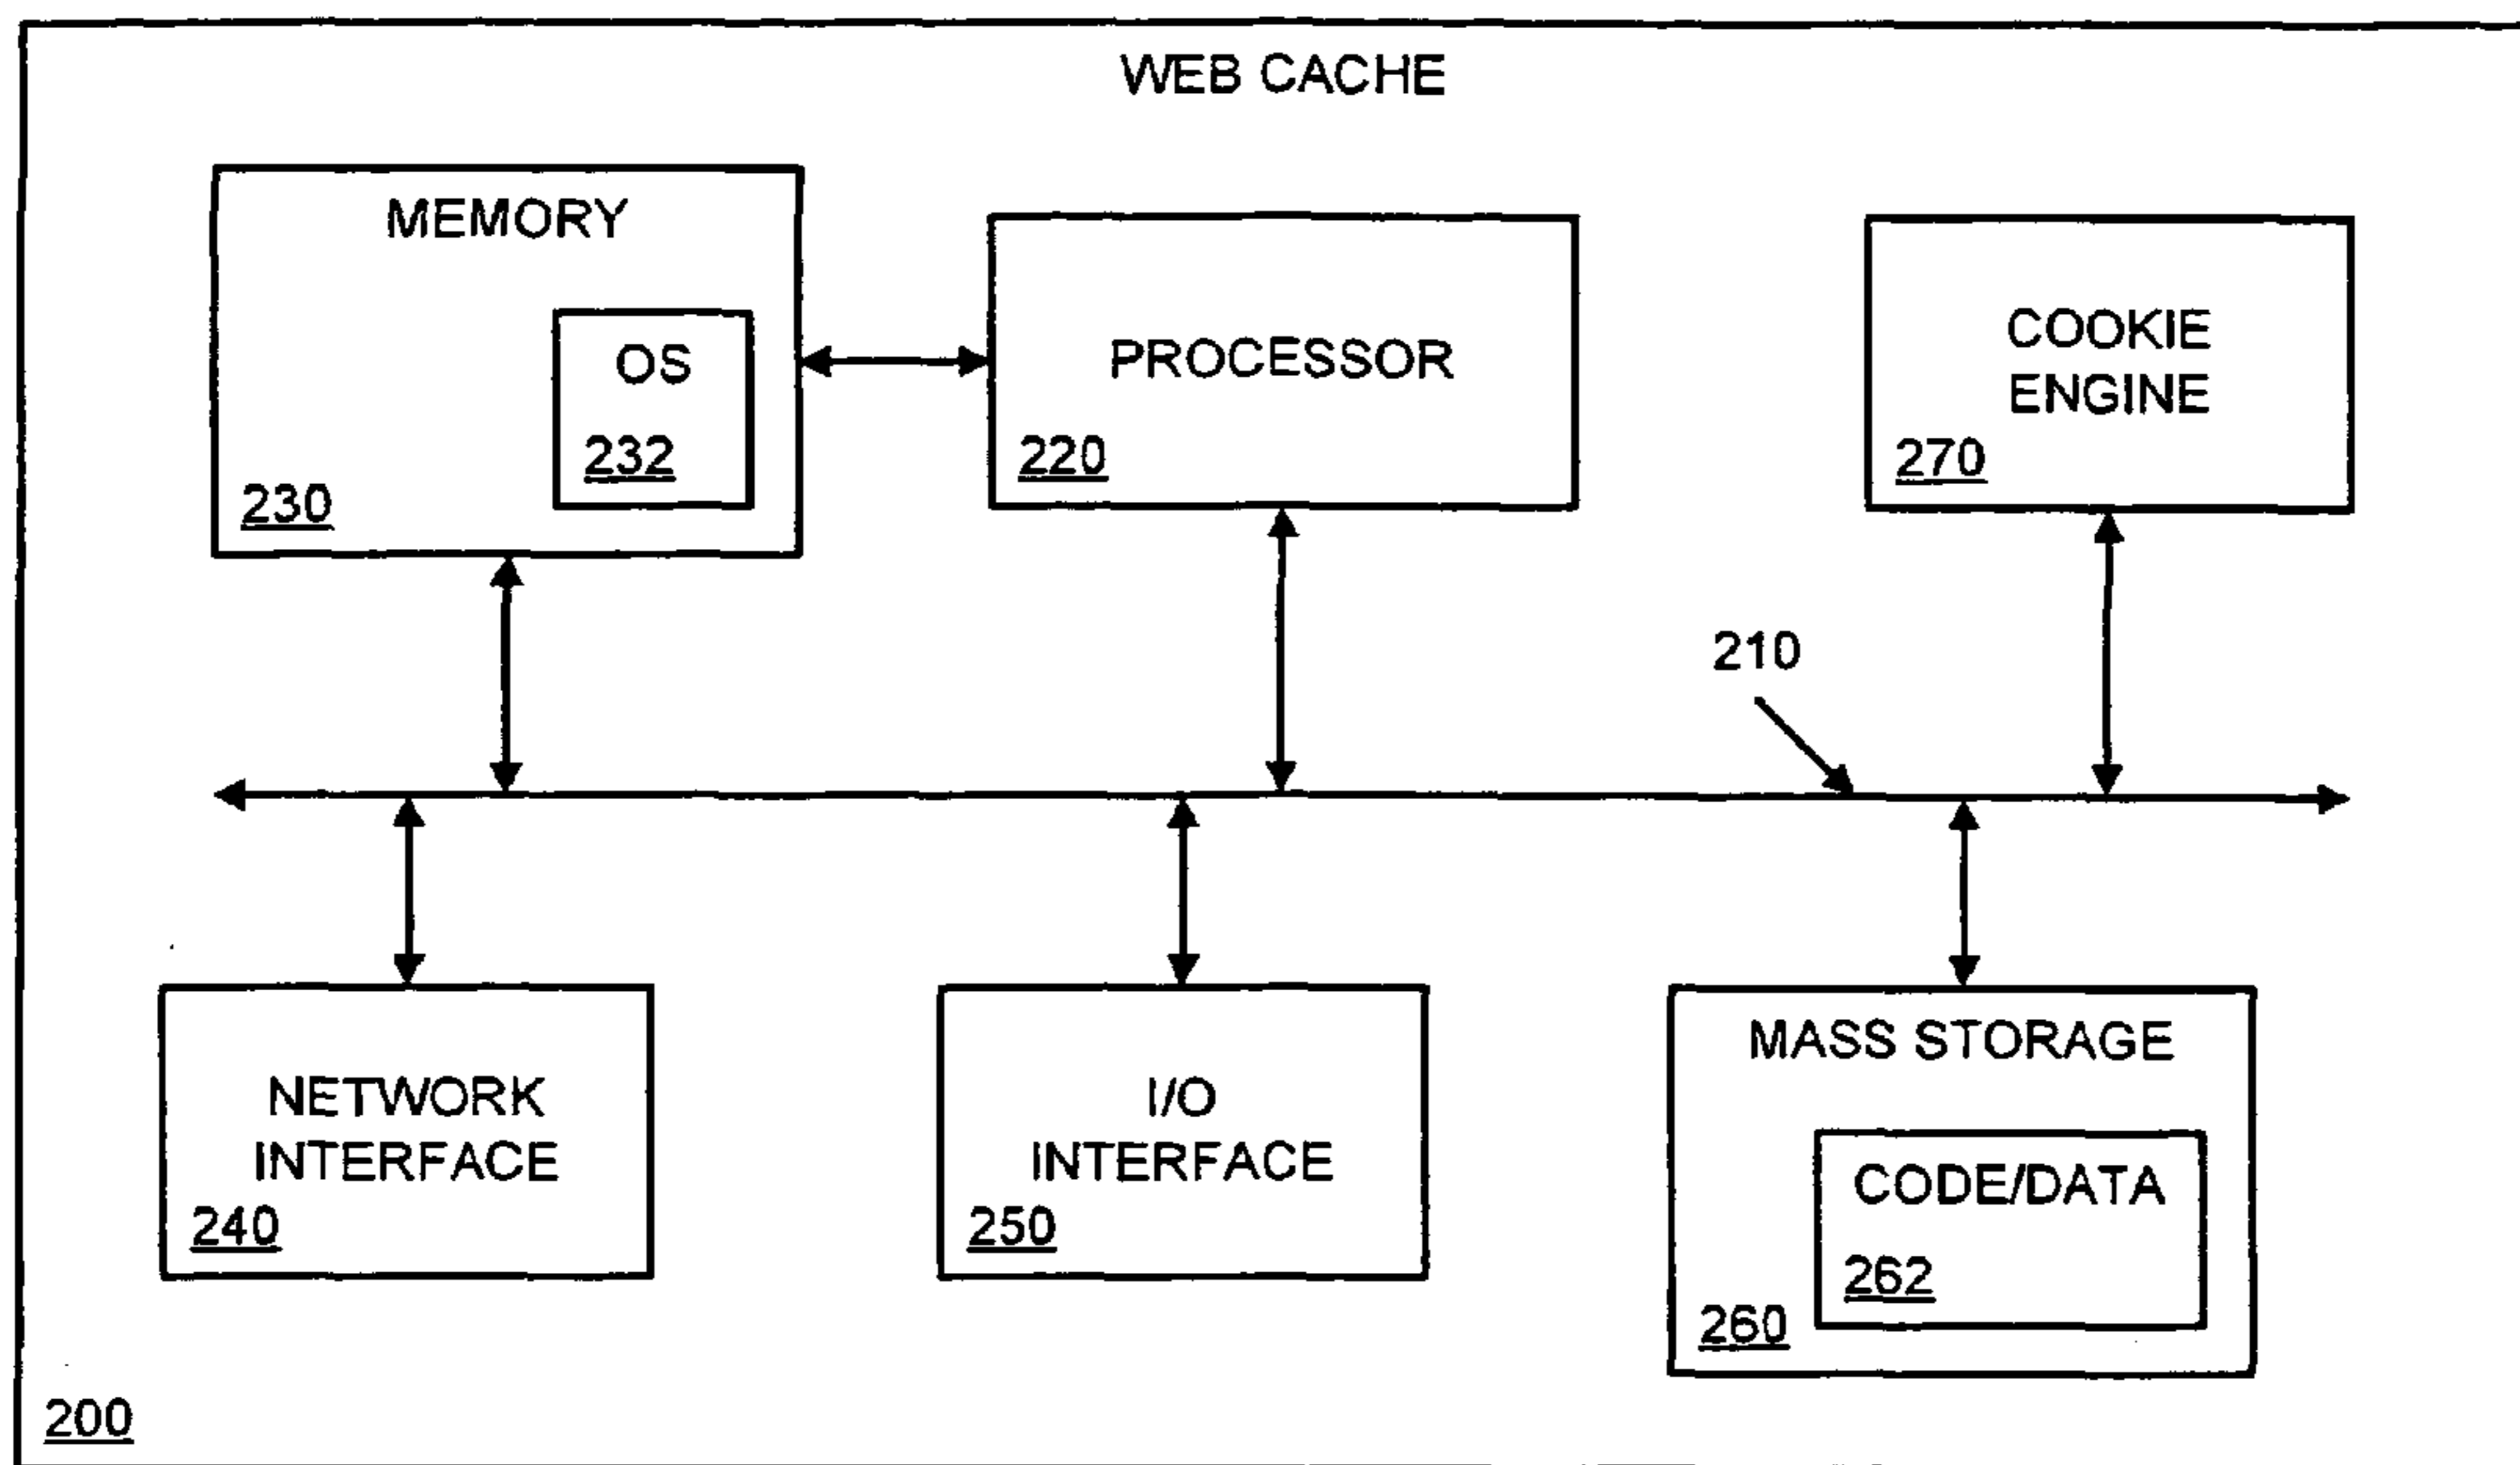 WEB CACHE
MEMORY
OS
232
230
PROCESSOR
220
COOKIE
ENGINE
270
210
NETWORK
INTERFACE
240
I/O
INTERFACE
250
MASS STORAGE
CODE/DATA
262
260
200